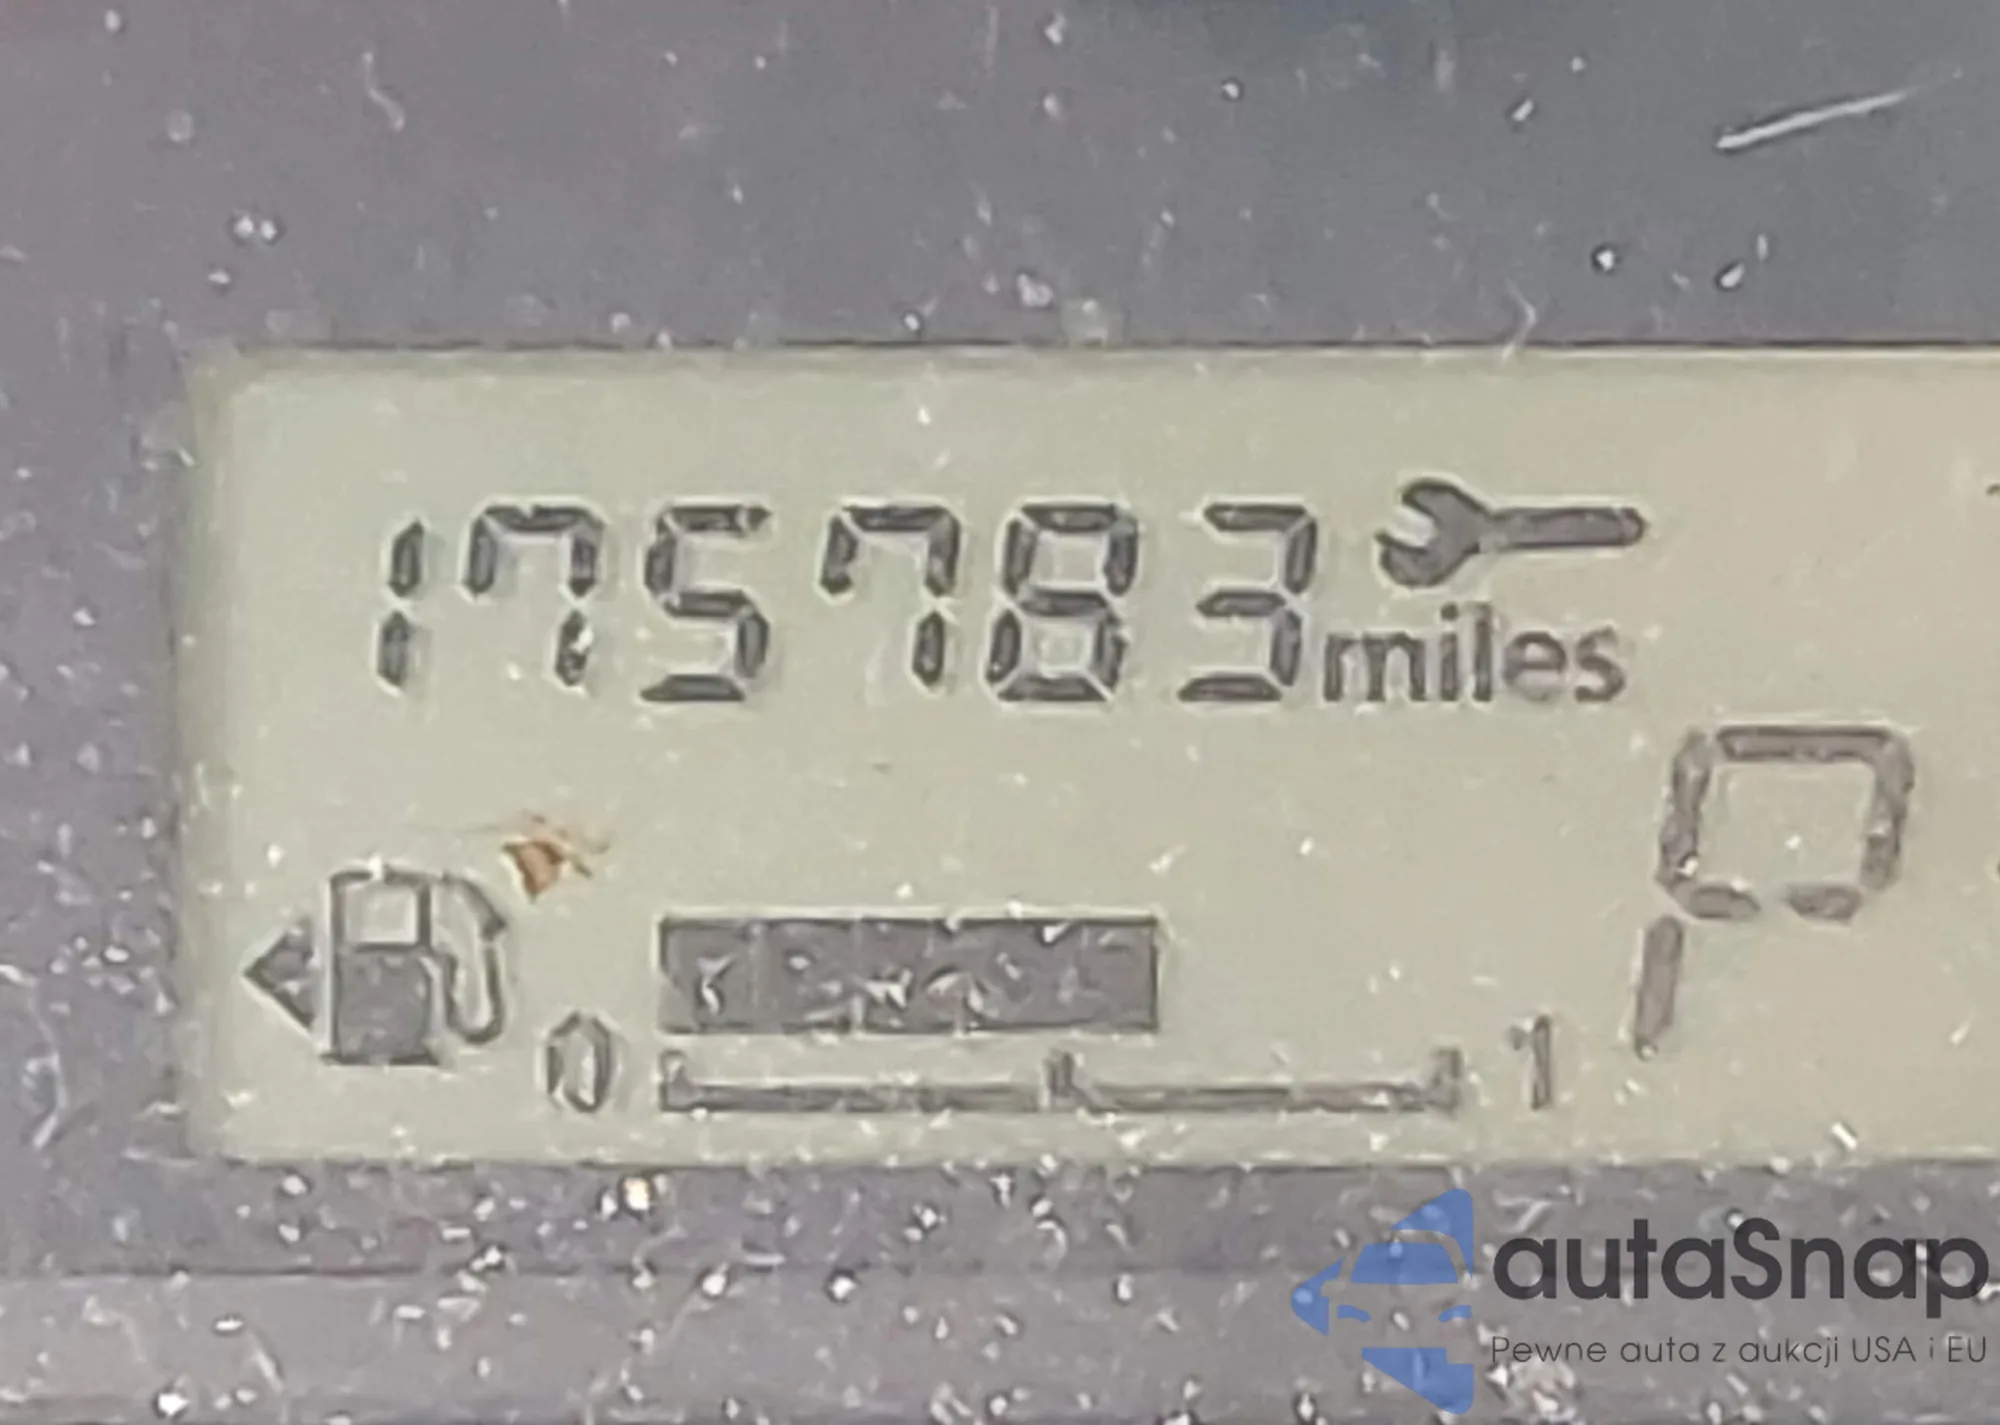 175783 miles
P
0 1
autaSnap
Pewne auta z aukcji USA i EU